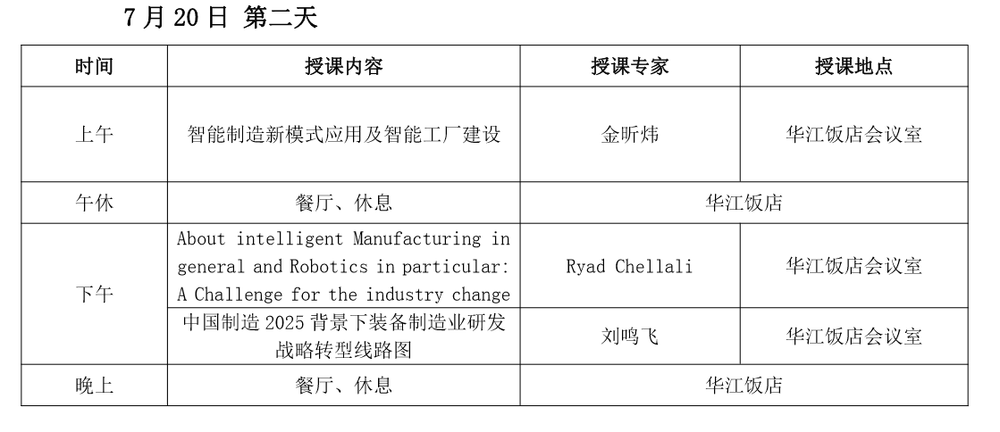 7月20日 第二天
时间 授课内容 授课专家 授课地点
上午 智能制造新模式应用及智能工厂建设 金昕炜 华江饭店会议室
午休 餐厅、休息 华江饭店
下午
About intelligent Manufacturing in
general and Robotics in particular:
A Challenge for the industry change
Ryad Chellali 华江饭店会议室
中国制造2025背景下装备制造业研发
战略转型线路图
刘鸣飞 华江饭店会议室
晚上 餐厅、休息 华江饭店